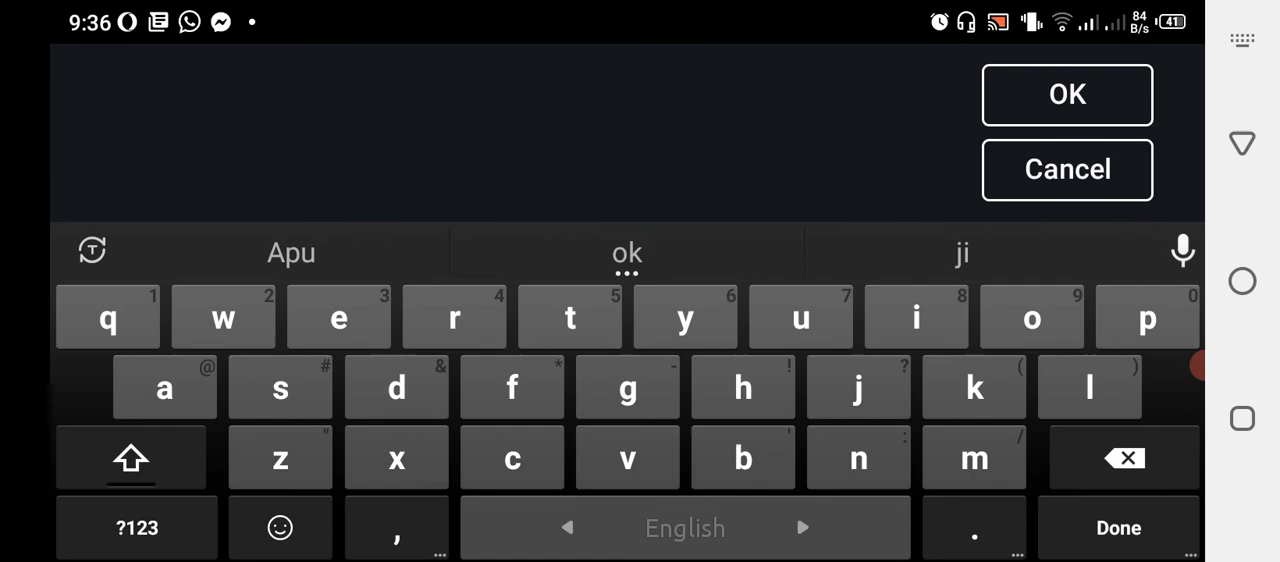 9:36 84 B/s 41
OK
Cancel
Apu ok ji
1 2 3 4 5 6 7 8 9 0
q w e r t y u i o p
@ # & * - ! ? ( )
a s d f g h j k l
" ' : /
z x c v b n m
?123 , English . Done